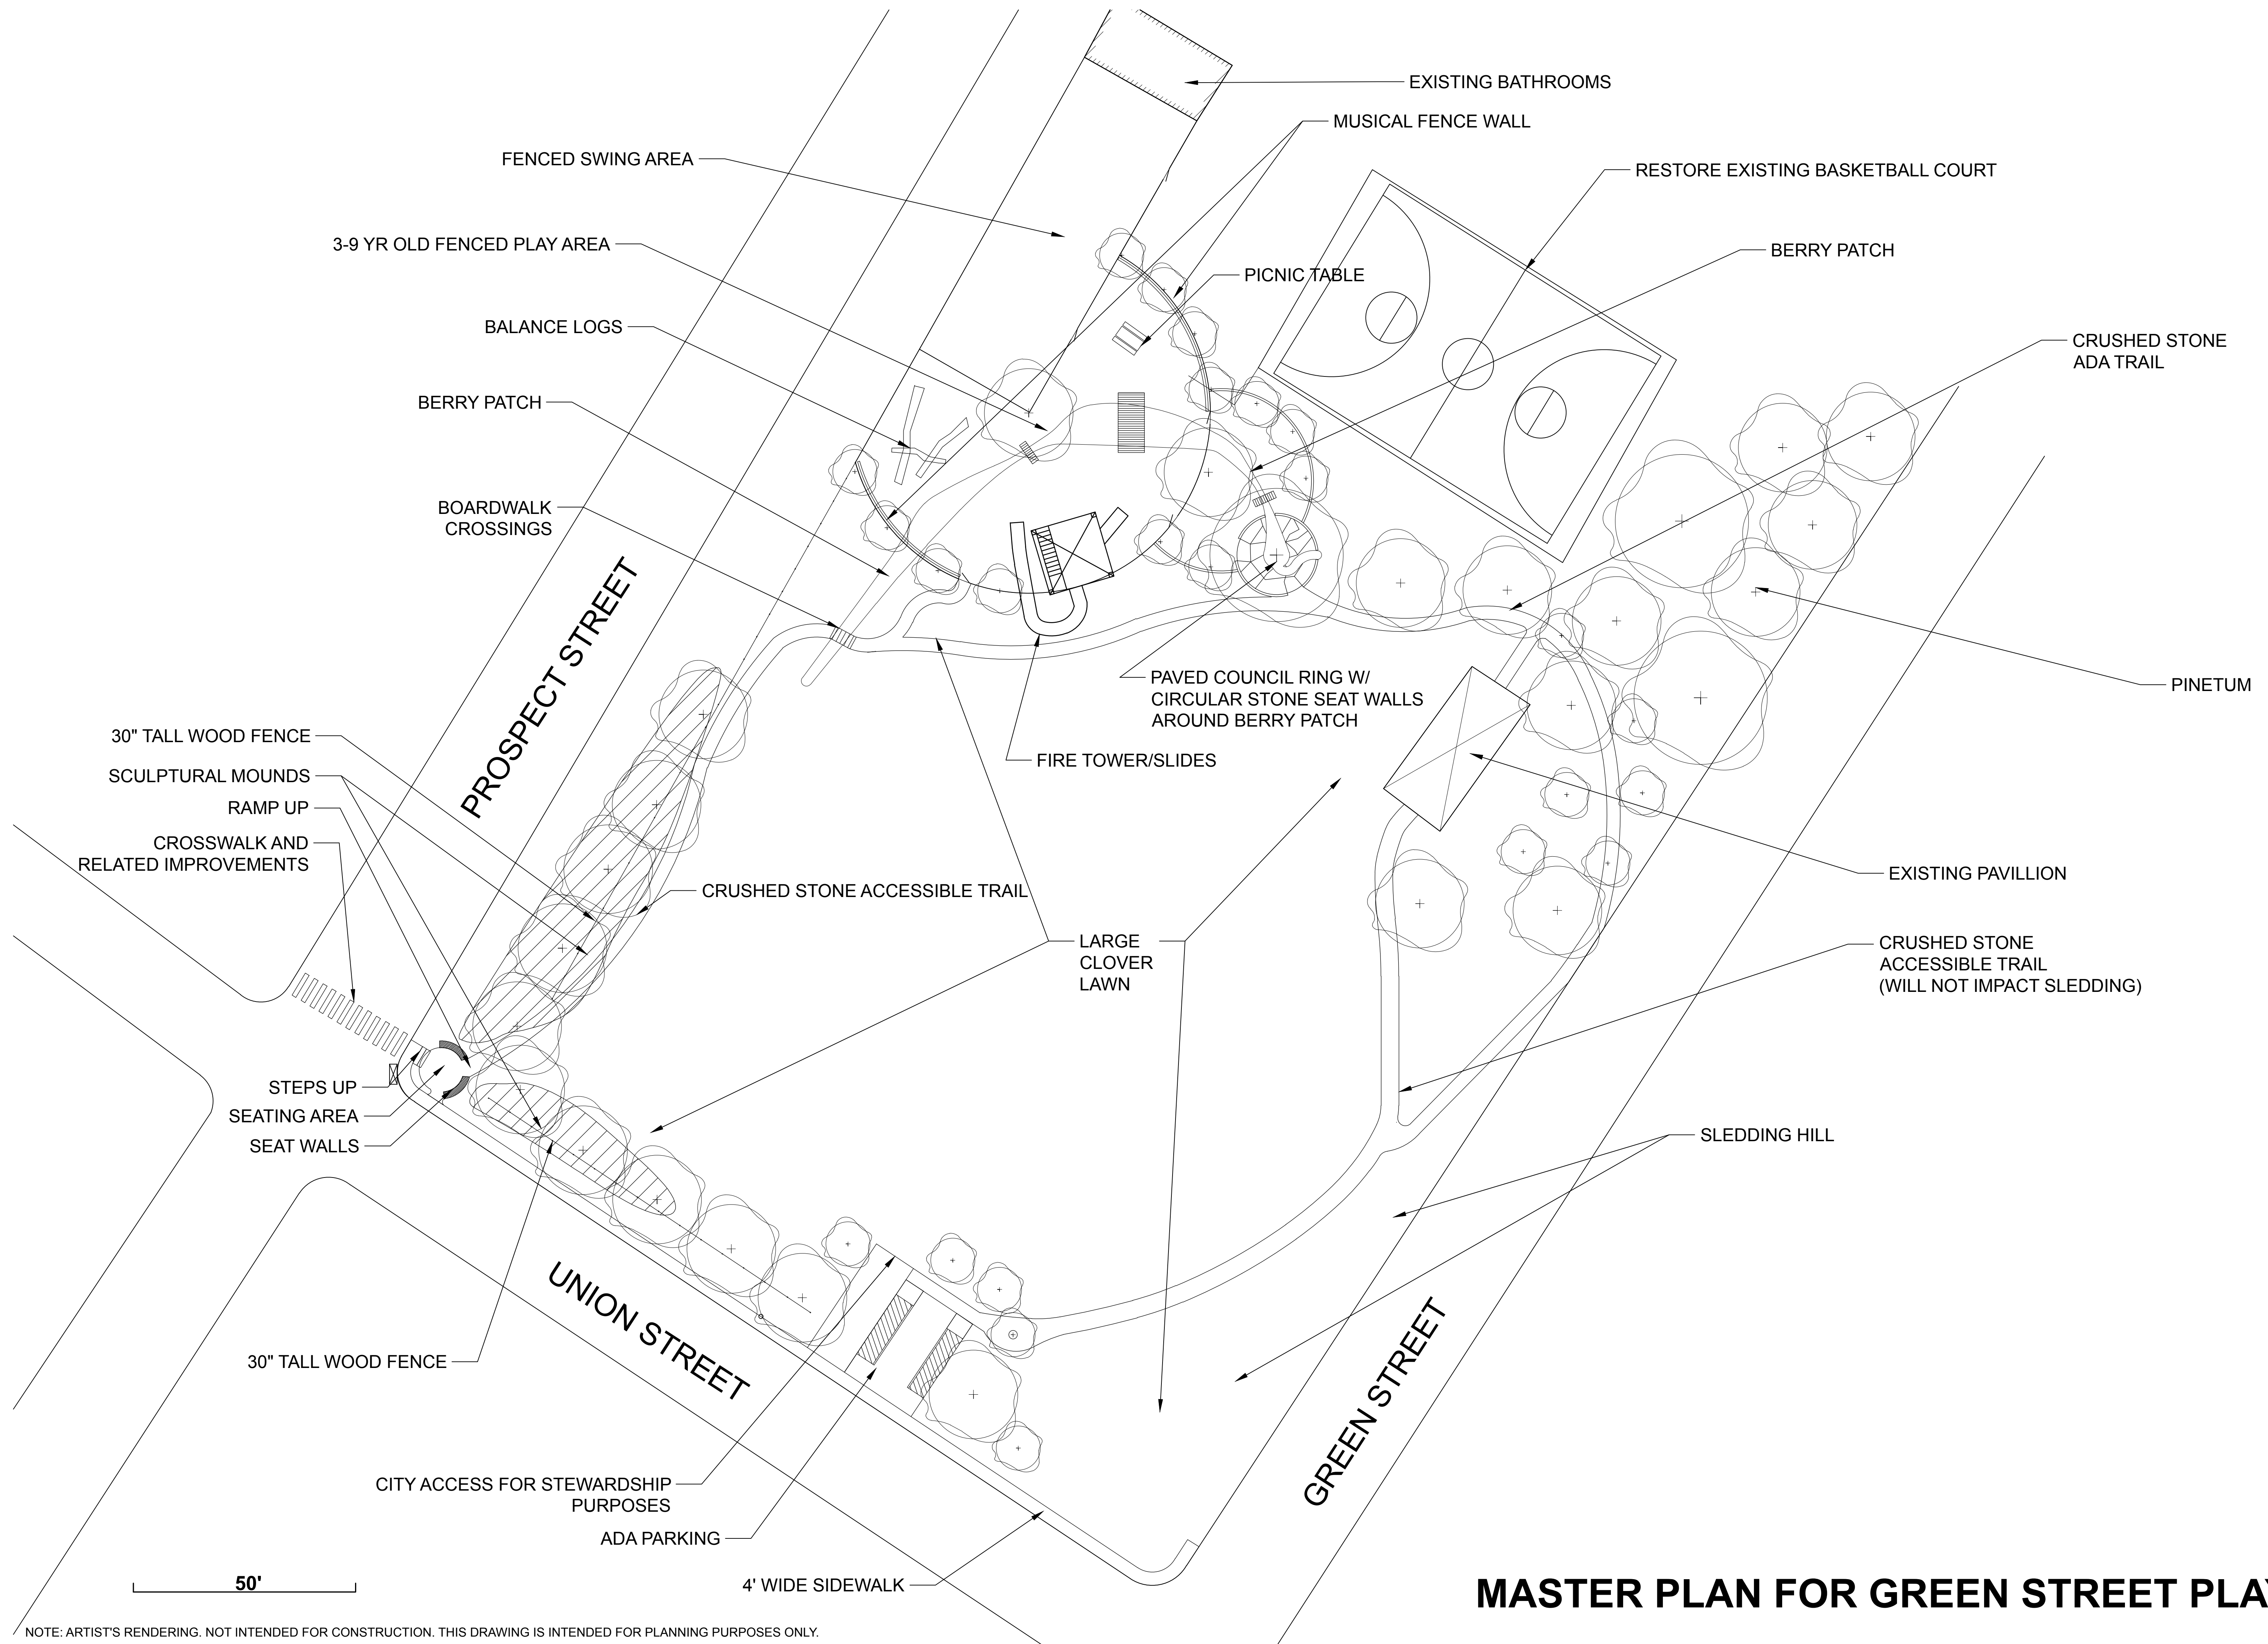 EXISTING BATHROOMS
MUSICAL FENCE WALL
FENCED SWING AREA
RESTORE EXISTING BASKETBALL COURT
3-9 YR OLD FENCED PLAY AREA
BERRY PATCH
PICNIC TABLE
BALANCE LOGS
CRUSHED STONE
ADA TRAIL
BERRY PATCH
BOARDWALK
CROSSINGS
PROSPECT STREET
PAVED COUNCIL RING W/
CIRCULAR STONE SEAT WALLS
AROUND BERRY PATCH
PINETUM
30" TALL WOOD FENCE
FIRE TOWER/SLIDES
SCULPTURAL MOUNDS
RAMP UP
CROSSWALK AND
RELATED IMPROVEMENTS
EXISTING PAVILLION
CRUSHED STONE ACCESSIBLE TRAIL
LARGE
CLOVER
LAWN
CRUSHED STONE
ACCESSIBLE TRAIL
(WILL NOT IMPACT SLEDDING)
STEPS UP
SEATING AREA
SEAT WALLS
SLEDDING HILL
UNION STREET
30" TALL WOOD FENCE
GREEN STREET
CITY ACCESS FOR STEWARDSHIP
PURPOSES
ADA PARKING
4' WIDE SIDEWALK
50'
MASTER PLAN FOR GREEN STREET PLAY
NOTE: ARTIST'S RENDERING. NOT INTENDED FOR CONSTRUCTION. THIS DRAWING IS INTENDED FOR PLANNING PURPOSES ONLY.